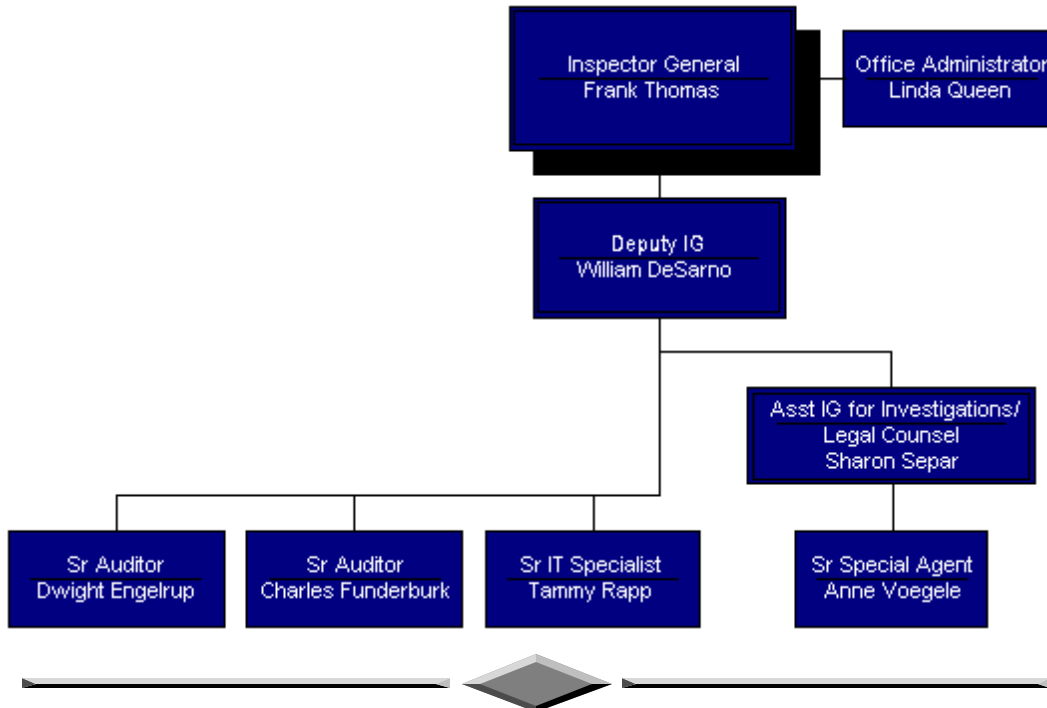 Inspector General
Frank Thomas
Office Administrator
Linda Queen
Deputy IG
William DeSarno
Asst IG for Investigations/
Legal Counsel
Sharon Separ
Sr Auditor
Dwight Engelrup
Sr Auditor
Charles Funderburk
Sr IT Specialist
Tammy Rapp
Sr Special Agent
Anne Voegele